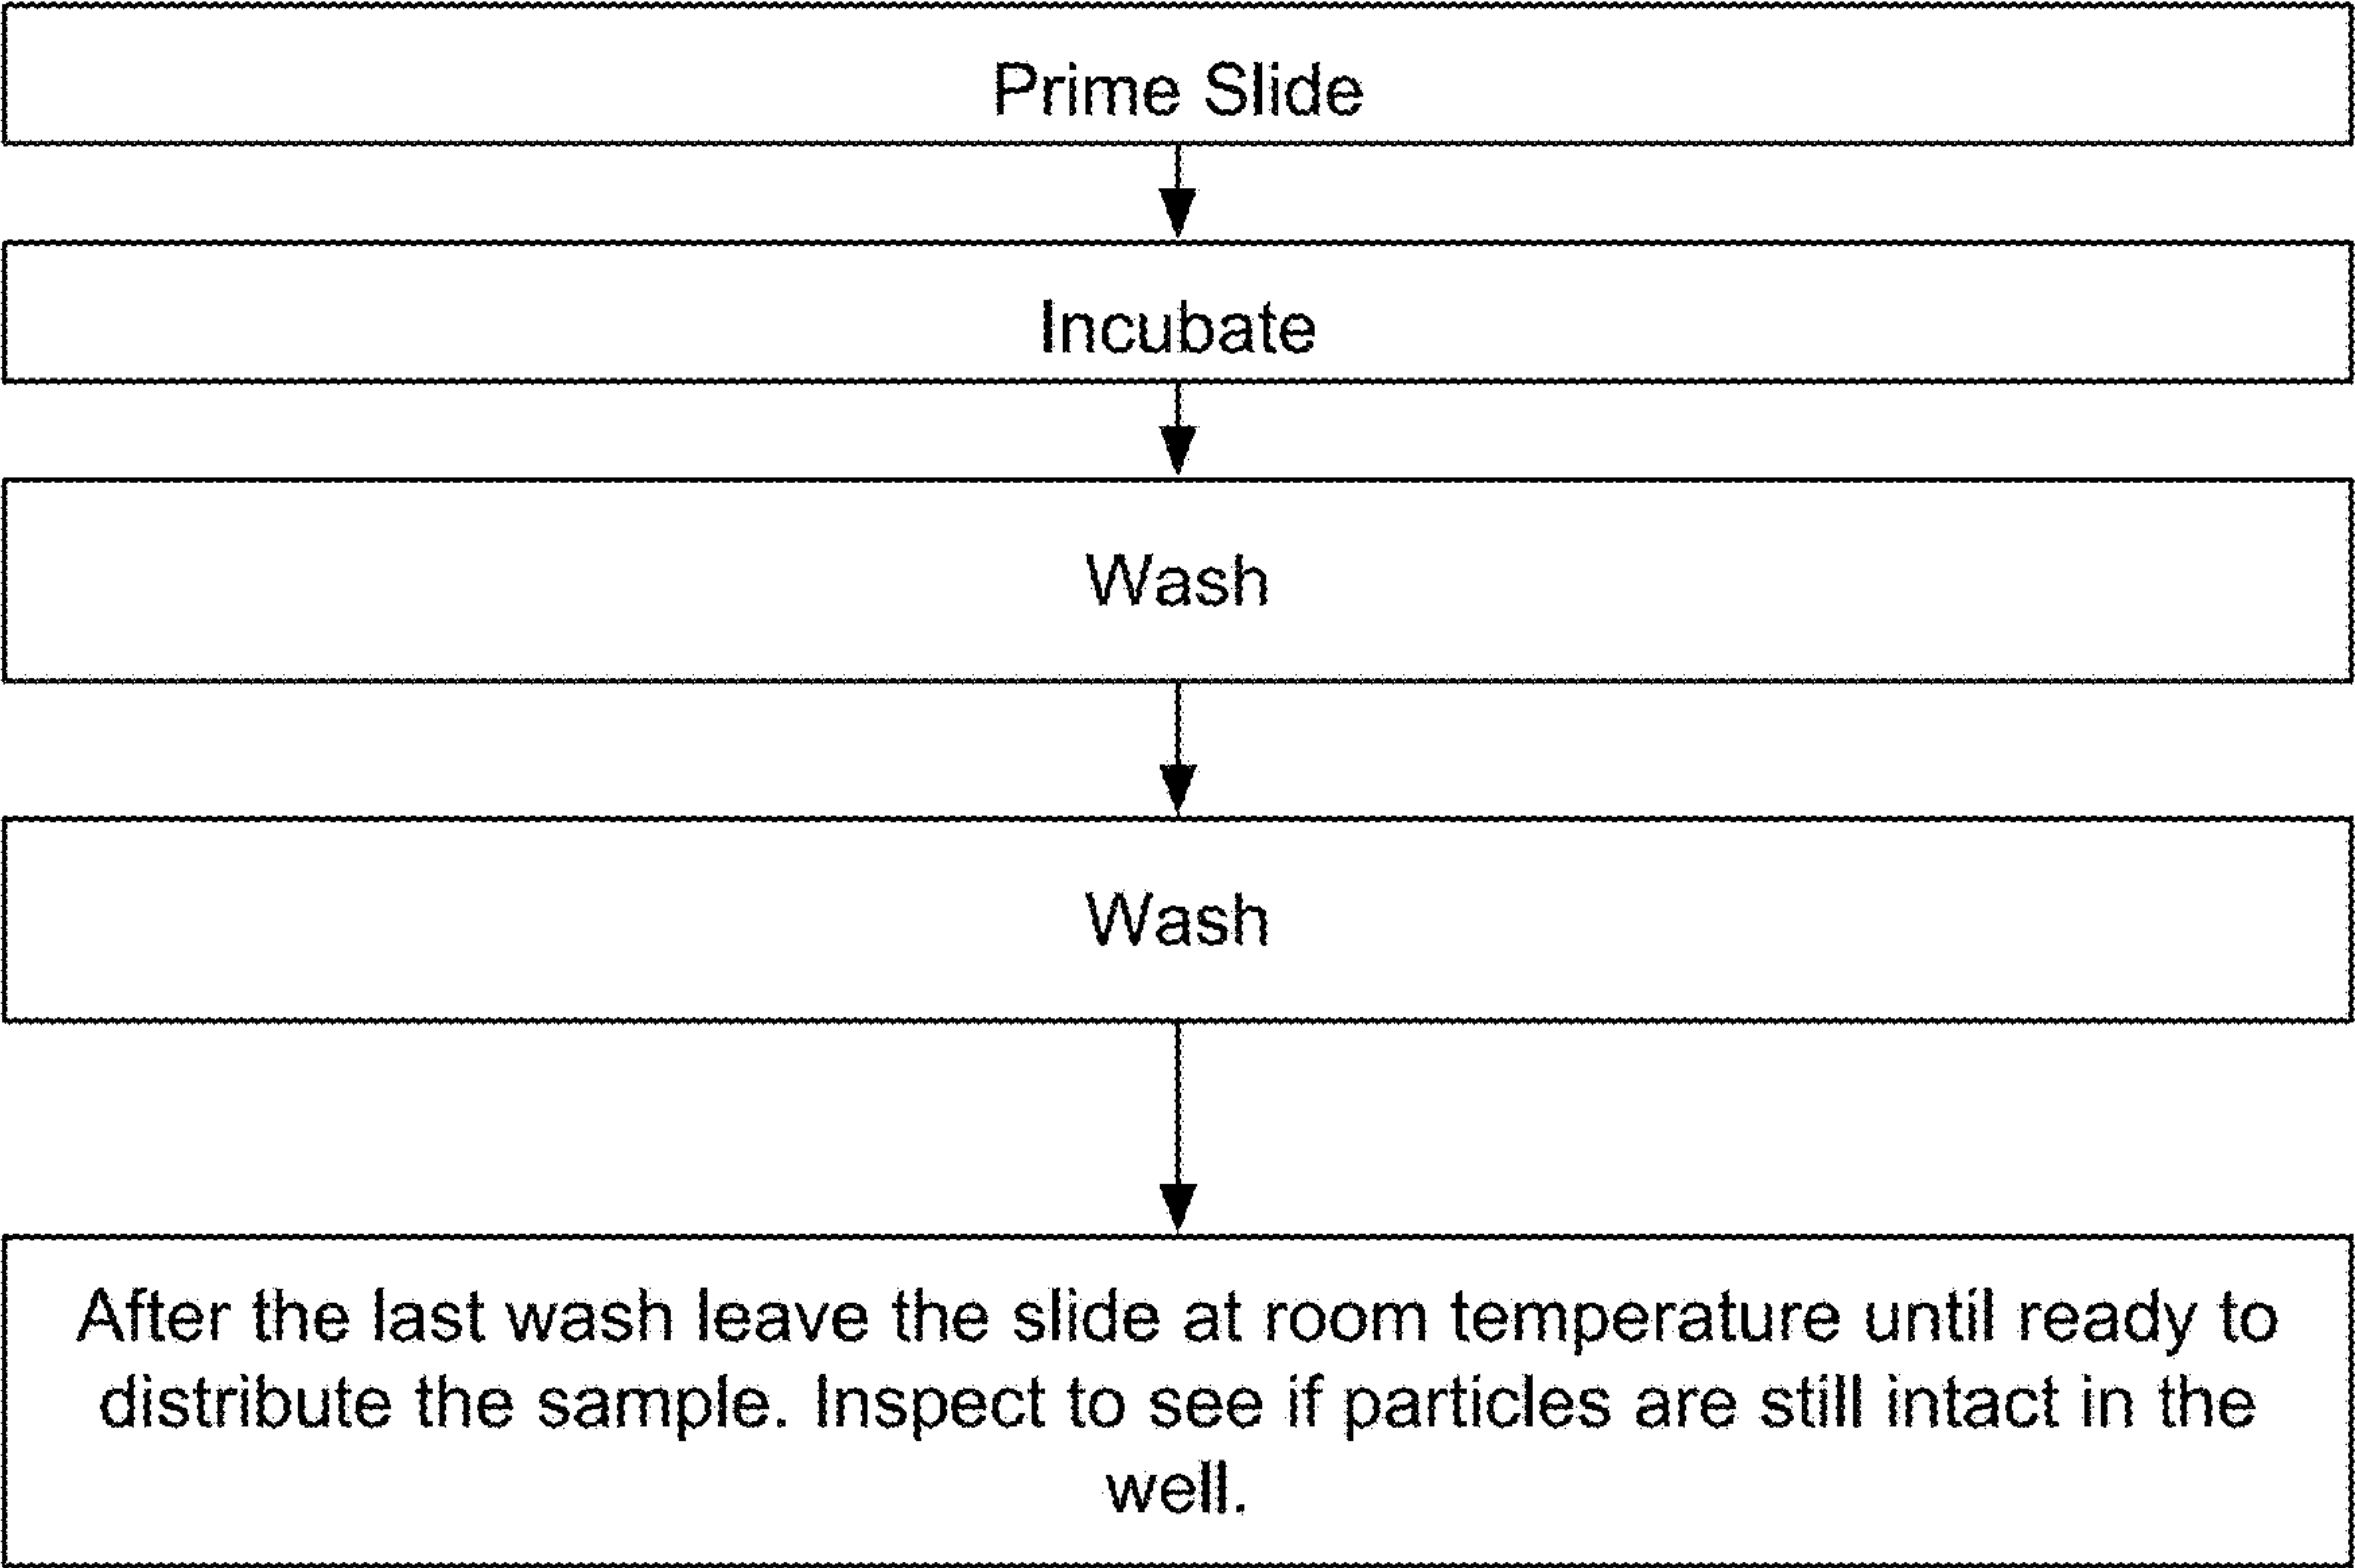 Prime Slide
Incubate
Wash
Wash
After the last wash leave the slide at room temperature until ready to
distribute the sample. Inspect to see if particles are still intact in the
well.